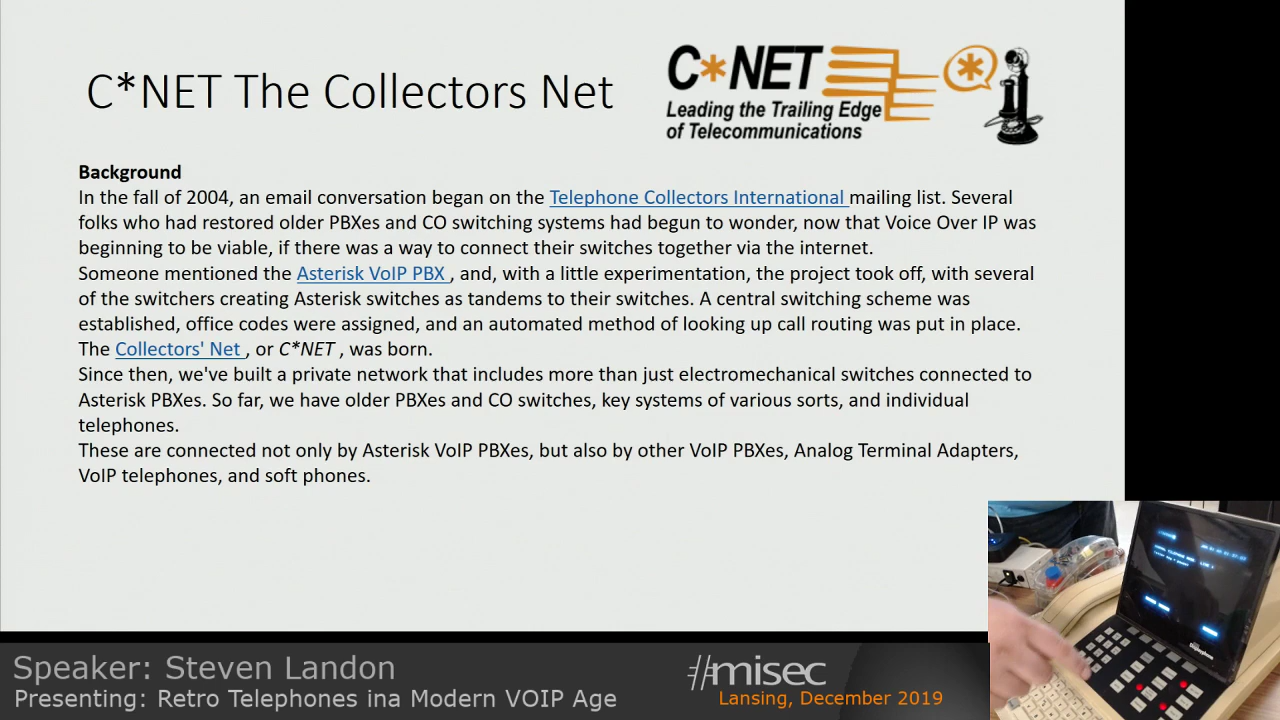 C*NET The Collectors Net
C*NET
Leading the Trailing Edge
of Telecommunications
Background
In the fall of 2004, an email conversation began on the Telephone Collectors International mailing list. Several
folks who had restored older PBXes and CO switching systems had begun to wonder, now that Voice Over IP was
beginning to be viable, if there was a way to connect their switches together via the internet.
Someone mentioned the Asterisk VoIP PBX , and, with a little experimentation, the project took off, with several
of the switchers creating Asterisk switches as tandems to their switches. A central switching scheme was
established, office codes were assigned, and an automated method of looking up call routing was put in place.
The Collectors' Net , or C*NET , was born.
Since then, we've built a private network that includes more than just electromechanical switches connected to
Asterisk PBXes. So far, we have older PBXes and CO switches, key systems of various sorts, and individual
telephones.
These are connected not only by Asterisk VoIP PBXes, but also by other VoIP PBXes, Analog Terminal Adapters,
VoIP telephones, and soft phones.
Speaker: Steven Landon
Presenting: Retro Telephones ina Modern VOIP Age
#misec
Lansing, December 2019
Displayphone